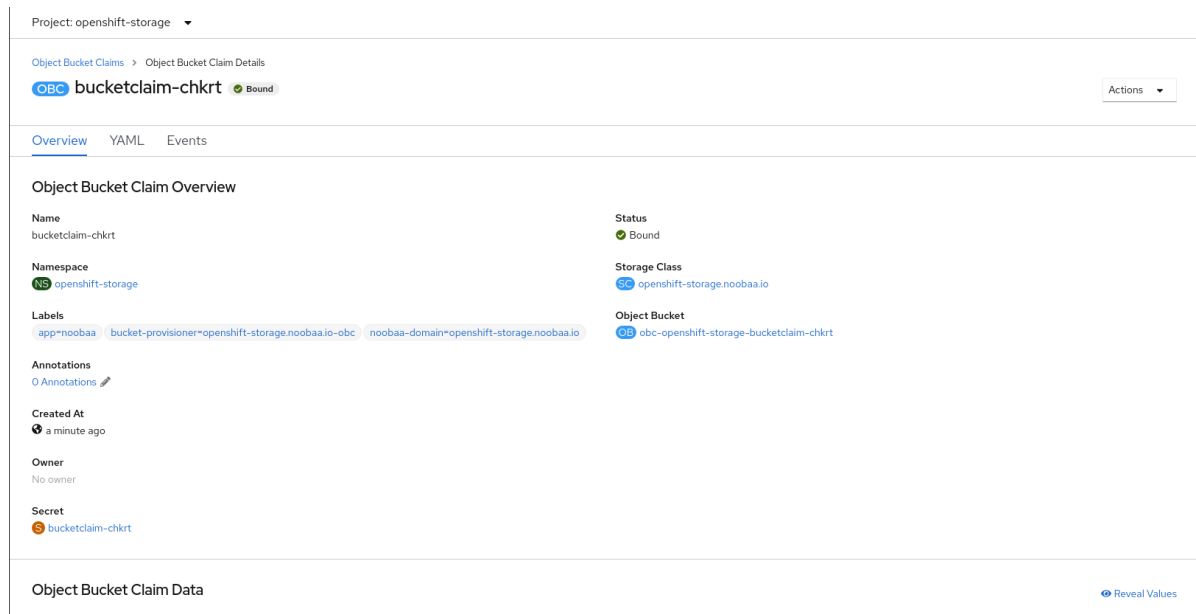 Project: openshift-storage
Object Bucket Claims > Object Bucket Claim Details
OBC bucketclaim-chkrt Bound
Actions
Overview YAML Events
Object Bucket Claim Overview
Name
bucketclaim-chkrt
Namespace
NS openshift-storage
Labels
app=noobaa bucket-provisioner=openshift-storage.noobaa.io-obc noobaa-domain=openshift-storage.noobaa.io
Annotations
0 Annotations
Created At
a minute ago
Owner
No owner
Secret
S bucketclaim-chkrt
Status
Bound
Storage Class
SC openshift-storage.noobaa.io
Object Bucket
OB obc-openshift-storage-bucketclaim-chkrt
Object Bucket Claim Data
Reveal Values